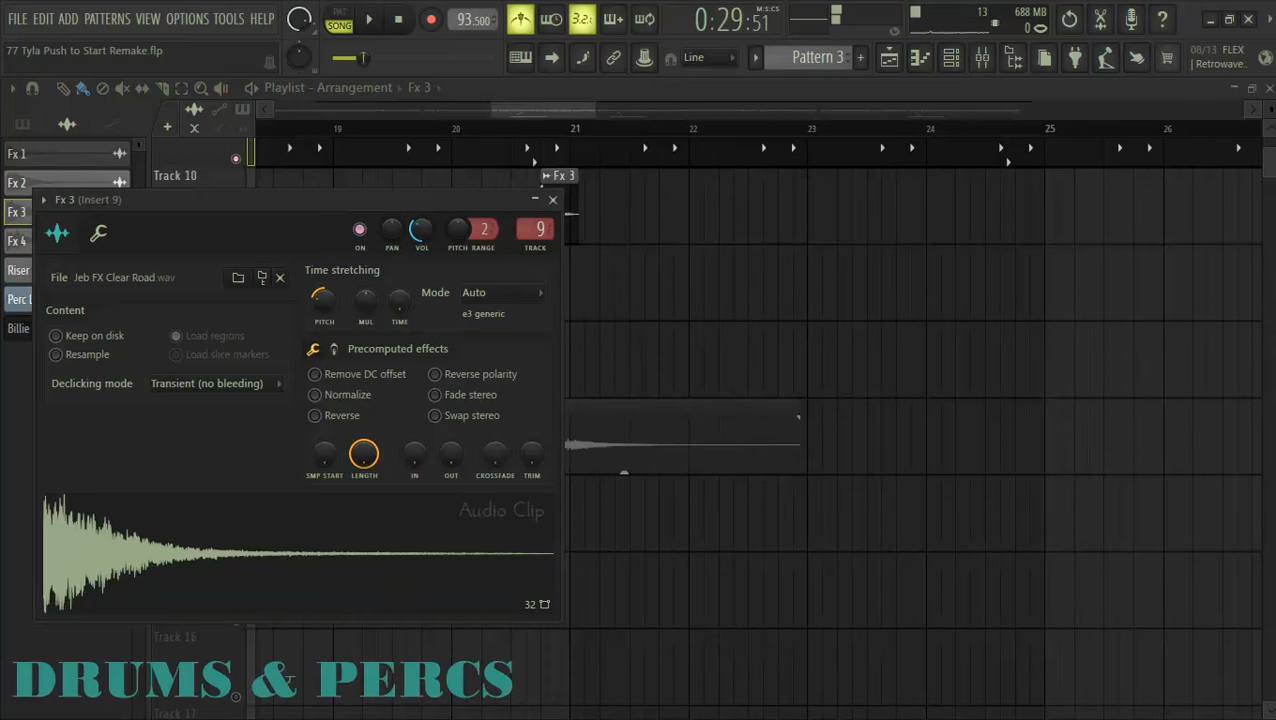 FILE EDIT ADD PATTERNS VIEW OPTIONS TOOLS HELP
77 Tyla Push to Start Remake.flp
PAT
SONG
93.500
3.2.
0:29:51
M:S:CS
13
688 MB
0
Line
Pattern 3
08/13 FLEX
| Retrowave..
Playlist - Arrangement
Fx 3
19
20
21
22
23
24
25
26
Fx 1
Fx 2
Fx 3
Fx 4
Riser
Perc L
Billie
Track 10
Fx 3
Fx 3 (Insert 9)
2
9
ON
PAN
VOL
PITCH
RANGE
TRACK
File Jeb FX Clear Road.wav
Content
Keep on disk
Load regions
Resample
Load slice markers
Declicking mode Transient (no bleeding)
Time stretching
Mode Auto
e3 generic
PITCH
MUL
TIME
Precomputed effects
Remove DC offset
Reverse polarity
Normalize
Fade stereo
Reverse
Swap stereo
SMP START
LENGTH
IN
OUT
CROSSFADE
TRIM
Audio Clip
32
Track 16
DRUMS & PERCS
Track 17